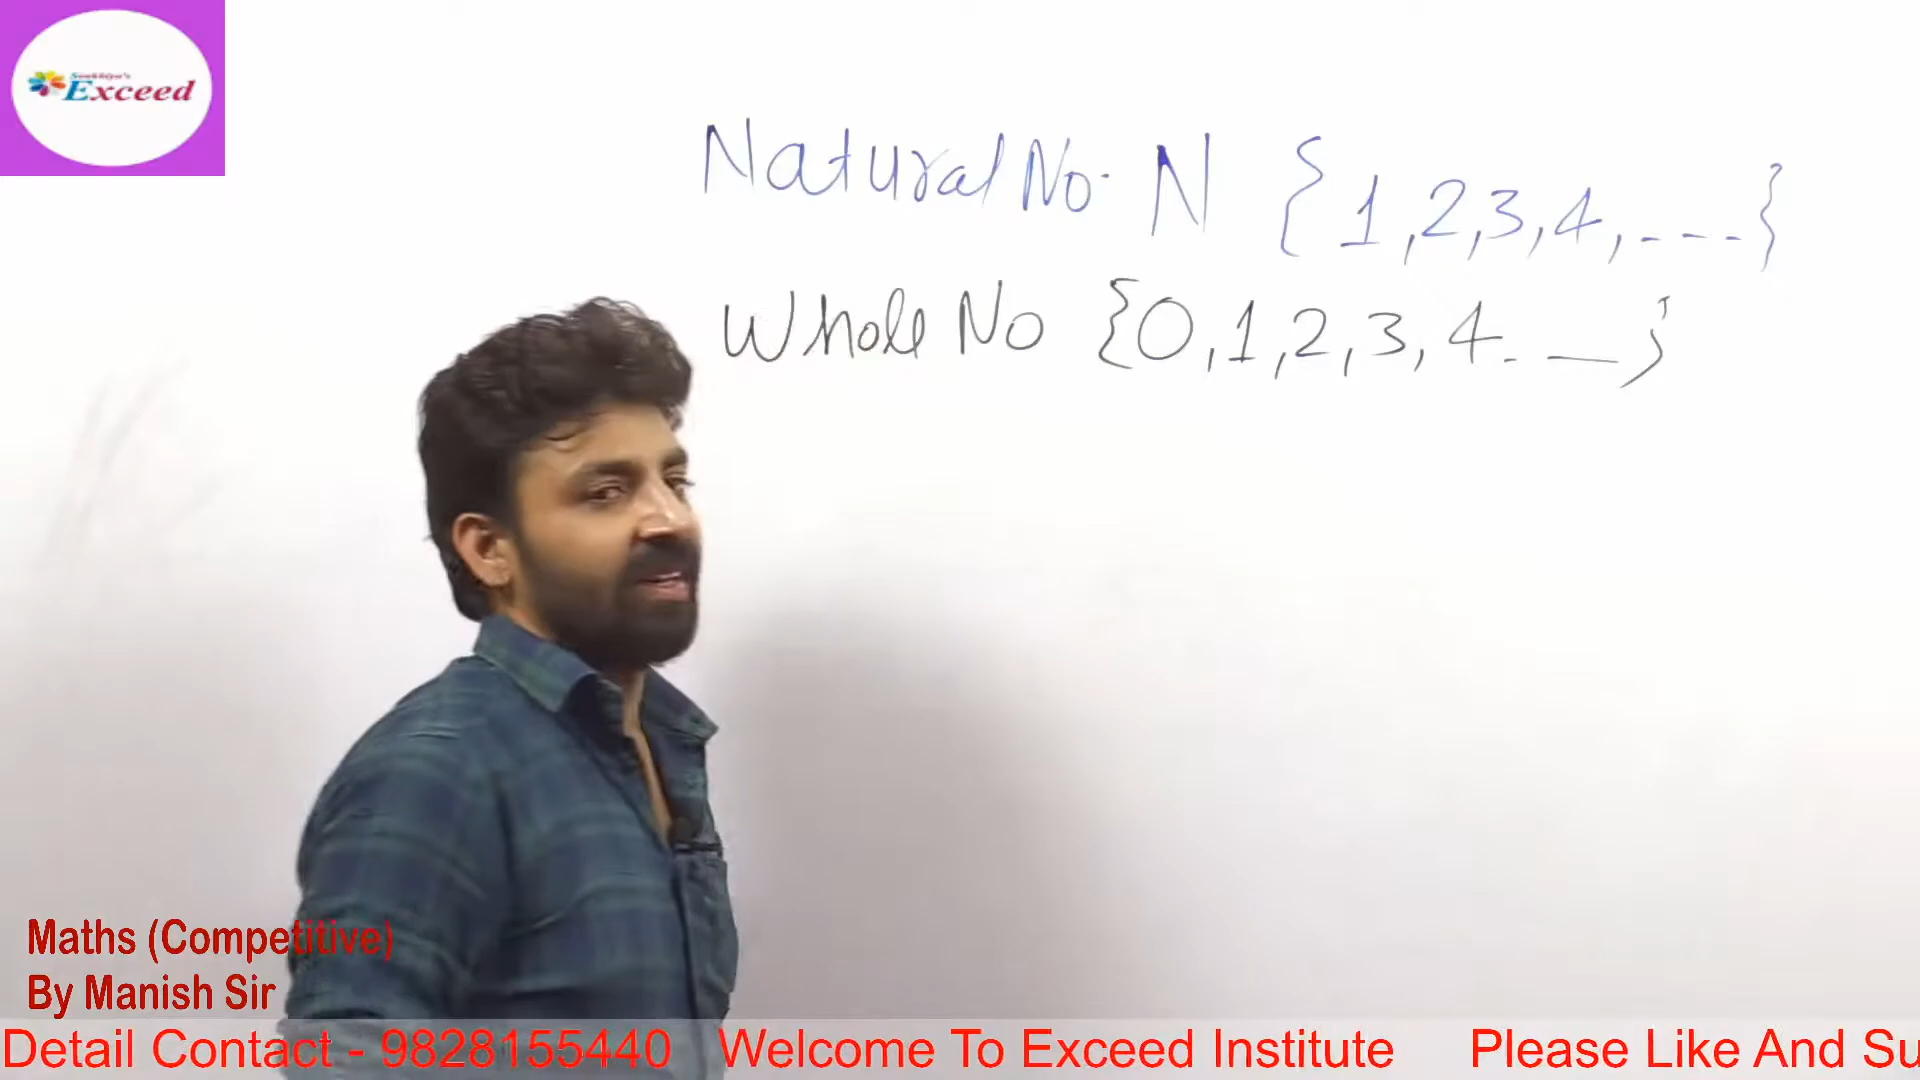 Soukhiya's
Exceed
Natural No. N {1,2,3,4,---}
Whole No {0,1,2,3,4. __}
Maths (Competitive)
By Manish Sir
Detail Contact - 9828155440 Welcome To Exceed Institute Please Like And Su